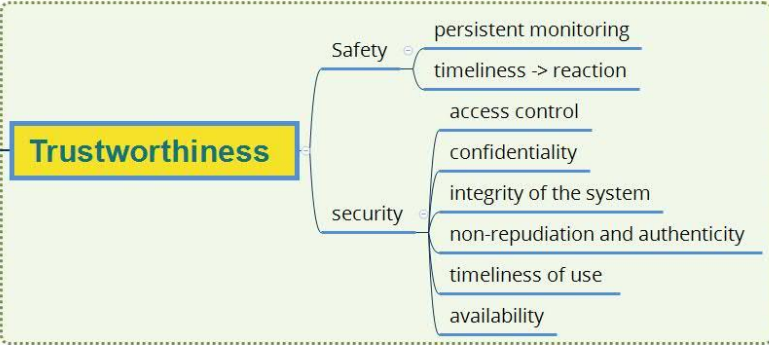 Trustworthiness
Safety
persistent monitoring
timeliness -> reaction
security
access control
confidentiality
integrity of the system
non-repudiation and authenticity
timeliness of use
availability